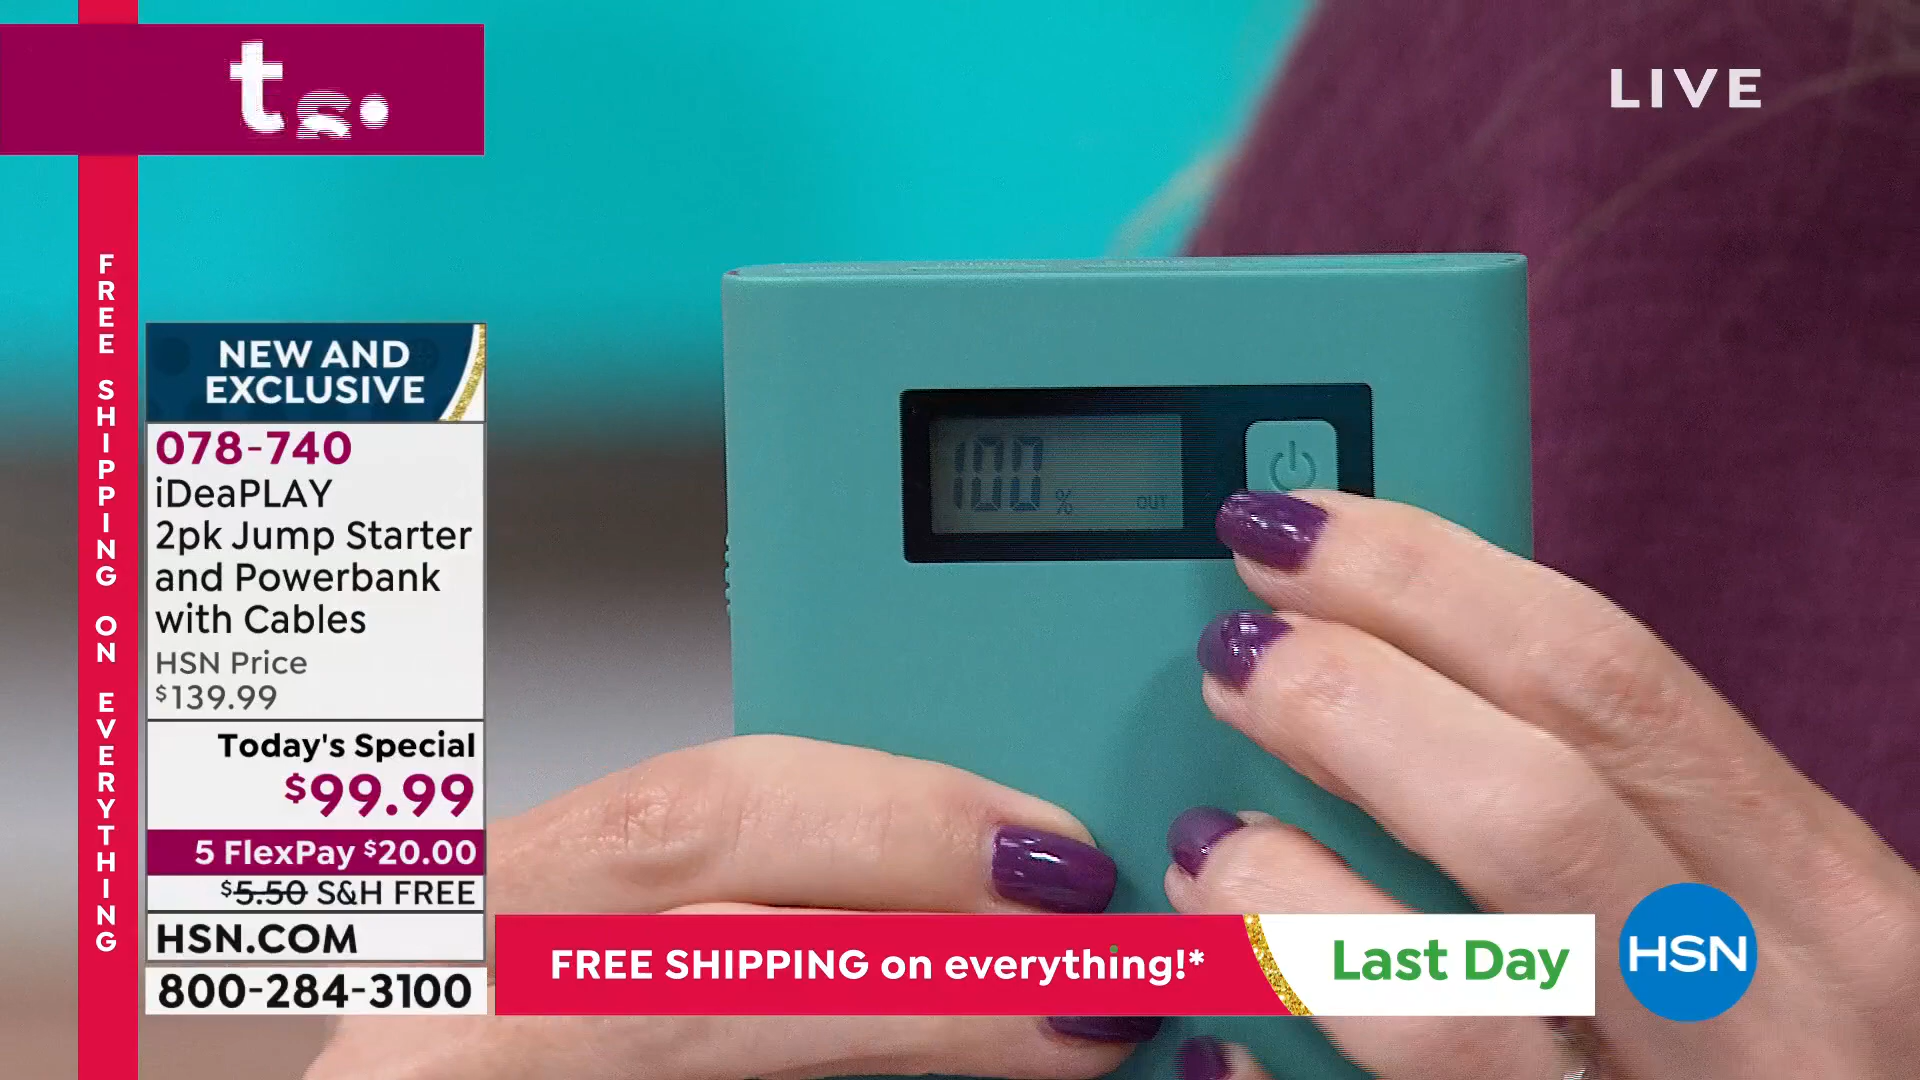 ts.
LIVE
FREE SHIPPING ON EVERYTHING
NEW AND
EXCLUSIVE
078-740
iDeaPLAY
2pk Jump Starter
and Powerbank
with Cables
HSN Price
$139.99
Today's Special
$99.99
5 FlexPay $20.00
$5.50 S&H FREE
HSN.COM
800-284-3100
100 % OUT
FREE SHIPPING on everything!*
Last Day
HSN